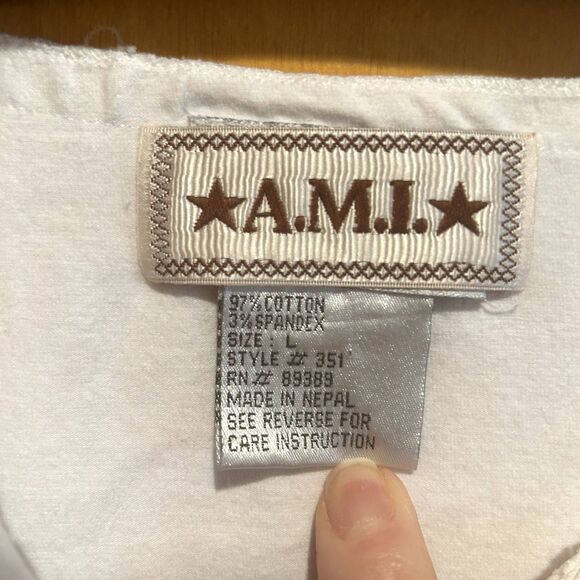 ★A.M.I.★
97% COTTON
3% SPANDEX
SIZE : L
STYLE # 351
RN # 89389
MADE IN NEPAL
SEE REVERSE FOR
CARE INSTRUCTION